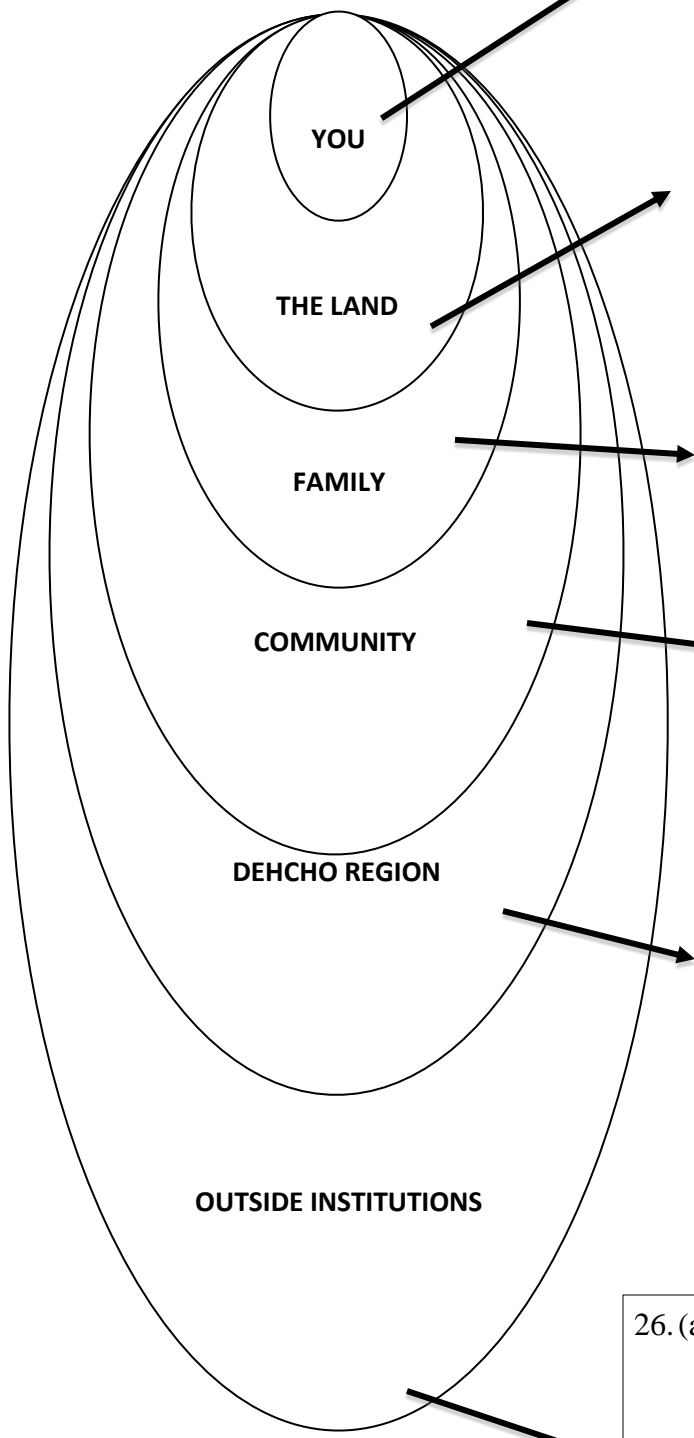 YOU
THE LAND
FAMILY
COMMUNITY
DEHCHO REGION
OUTSIDE INSTITUTIONS
26. (a